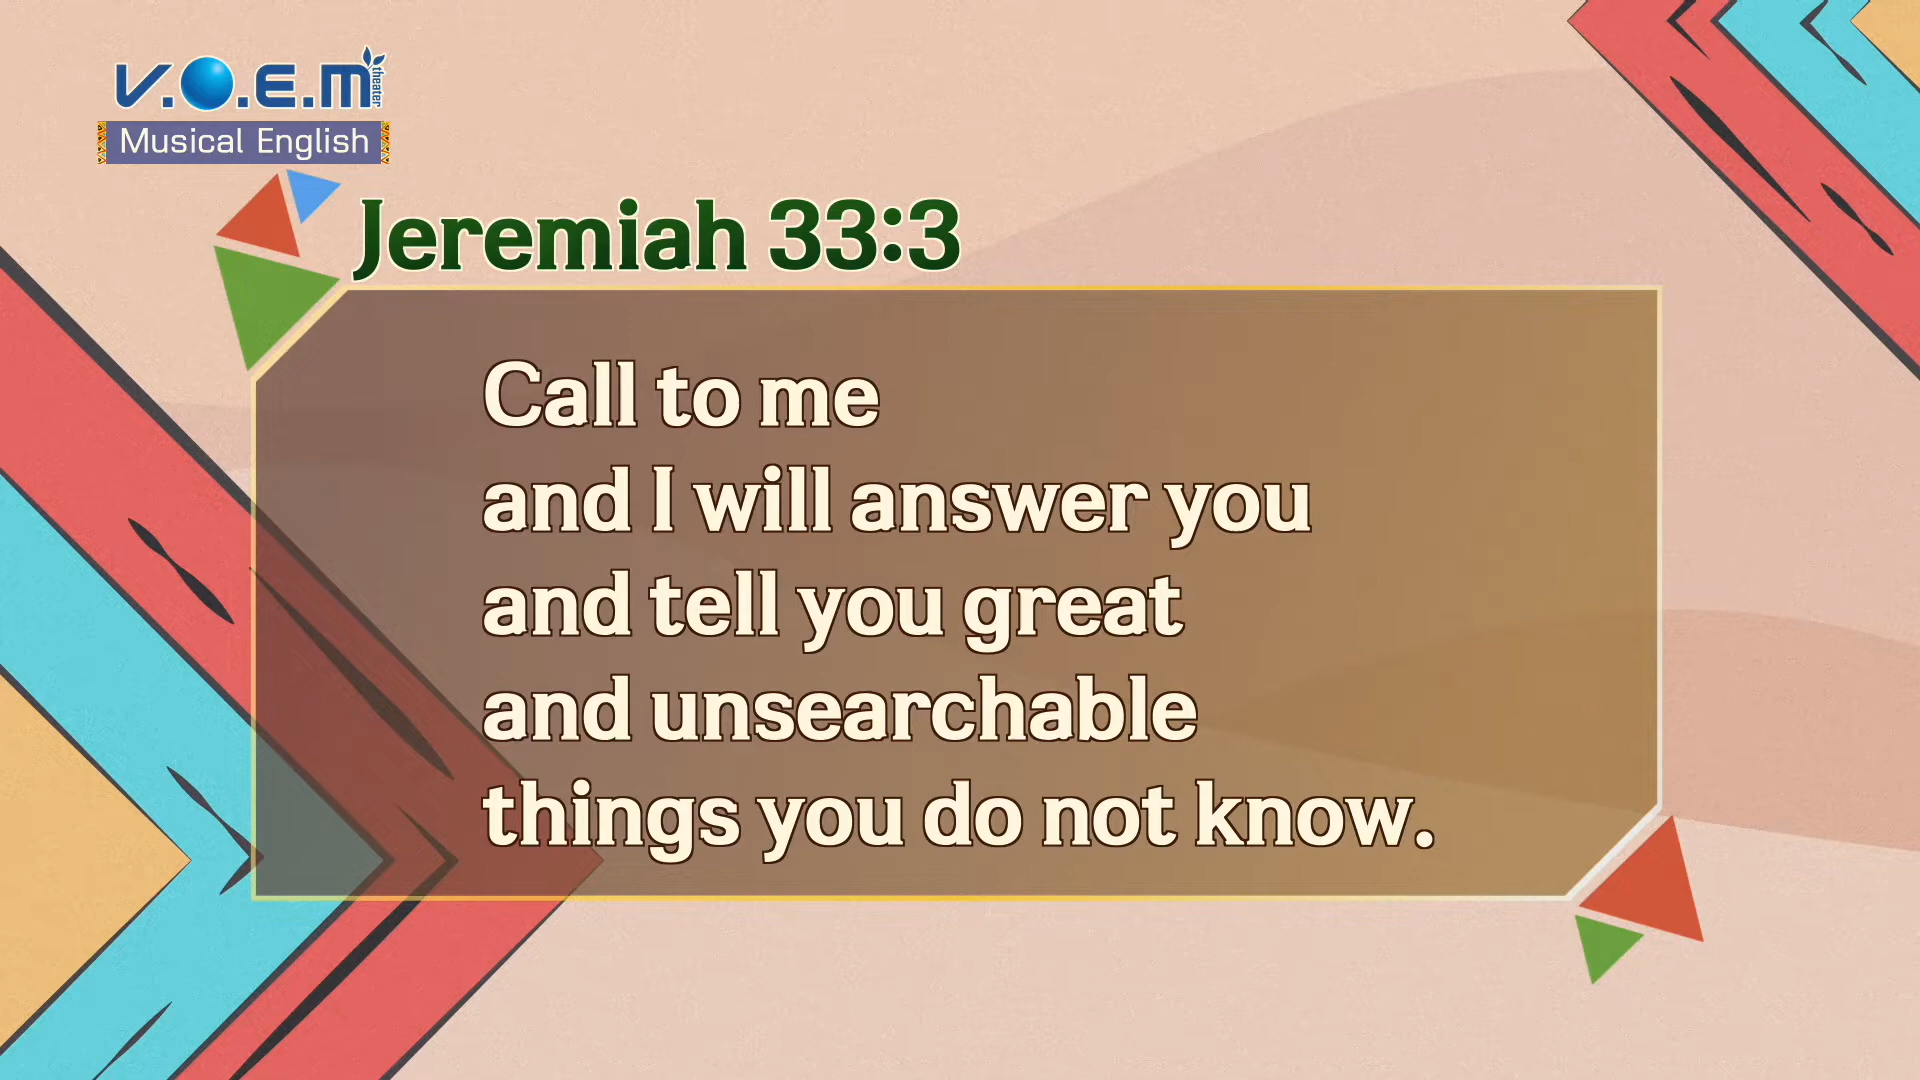 V.O.E.M theater
Musical English
Jeremiah 33:3
Call to me
and I will answer you
and tell you great
and unsearchable
things you do not know.